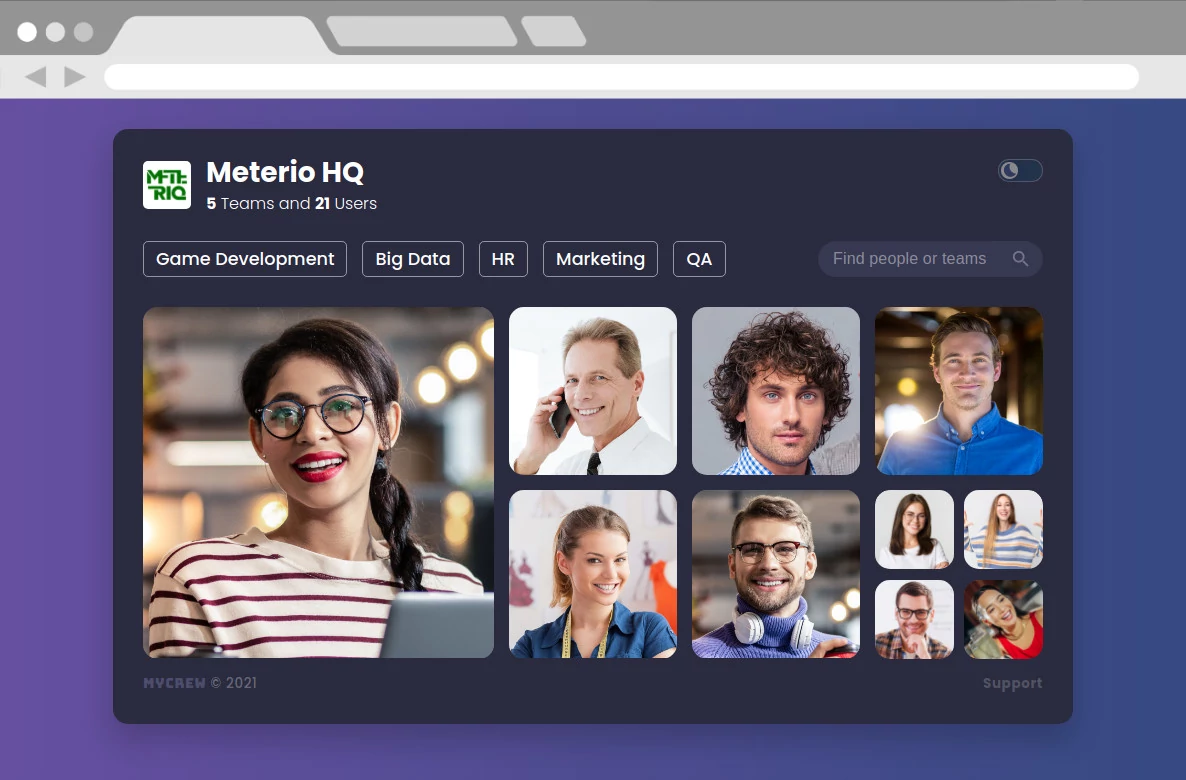 METE
RIO
Meterio HQ
5 Teams and 21 Users
Game Development
Big Data
HR
Marketing
QA
Find people or teams
MYCREW © 2021
Support